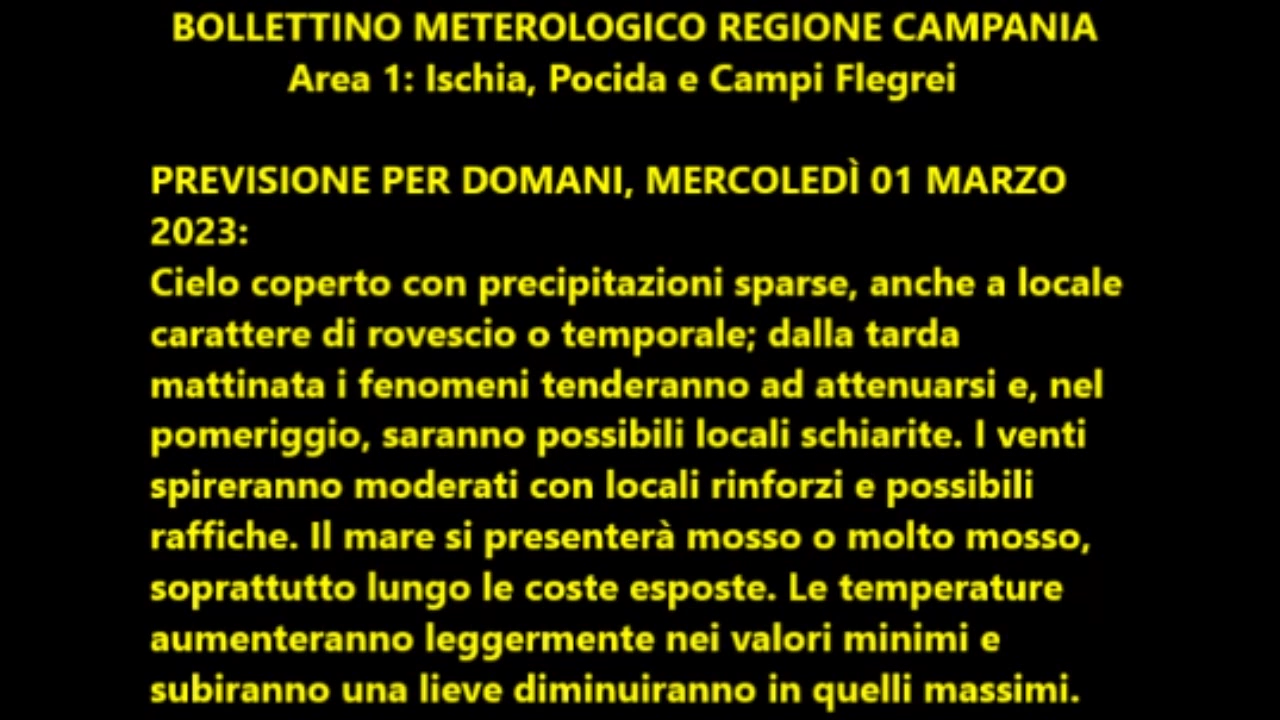 BOLLETTINO METEROLOGICO REGIONE CAMPANIA
Area 1: Ischia, Pocida e Campi Flegrei
PREVISIONE PER DOMANI, MERCOLEDÌ 01 MARZO
2023:
Cielo coperto con precipitazioni sparse, anche a locale
carattere di rovescio o temporale; dalla tarda
mattinata i fenomeni tenderanno ad attenuarsi e, nel
pomeriggio, saranno possibili locali schiarite. I venti
spireranno moderati con locali rinforzi e possibili
raffiche. Il mare si presenterà mosso o molto mosso,
soprattutto lungo le coste esposte. Le temperature
aumenteranno leggermente nei valori minimi e
subiranno una lieve diminuiranno in quelli massimi.